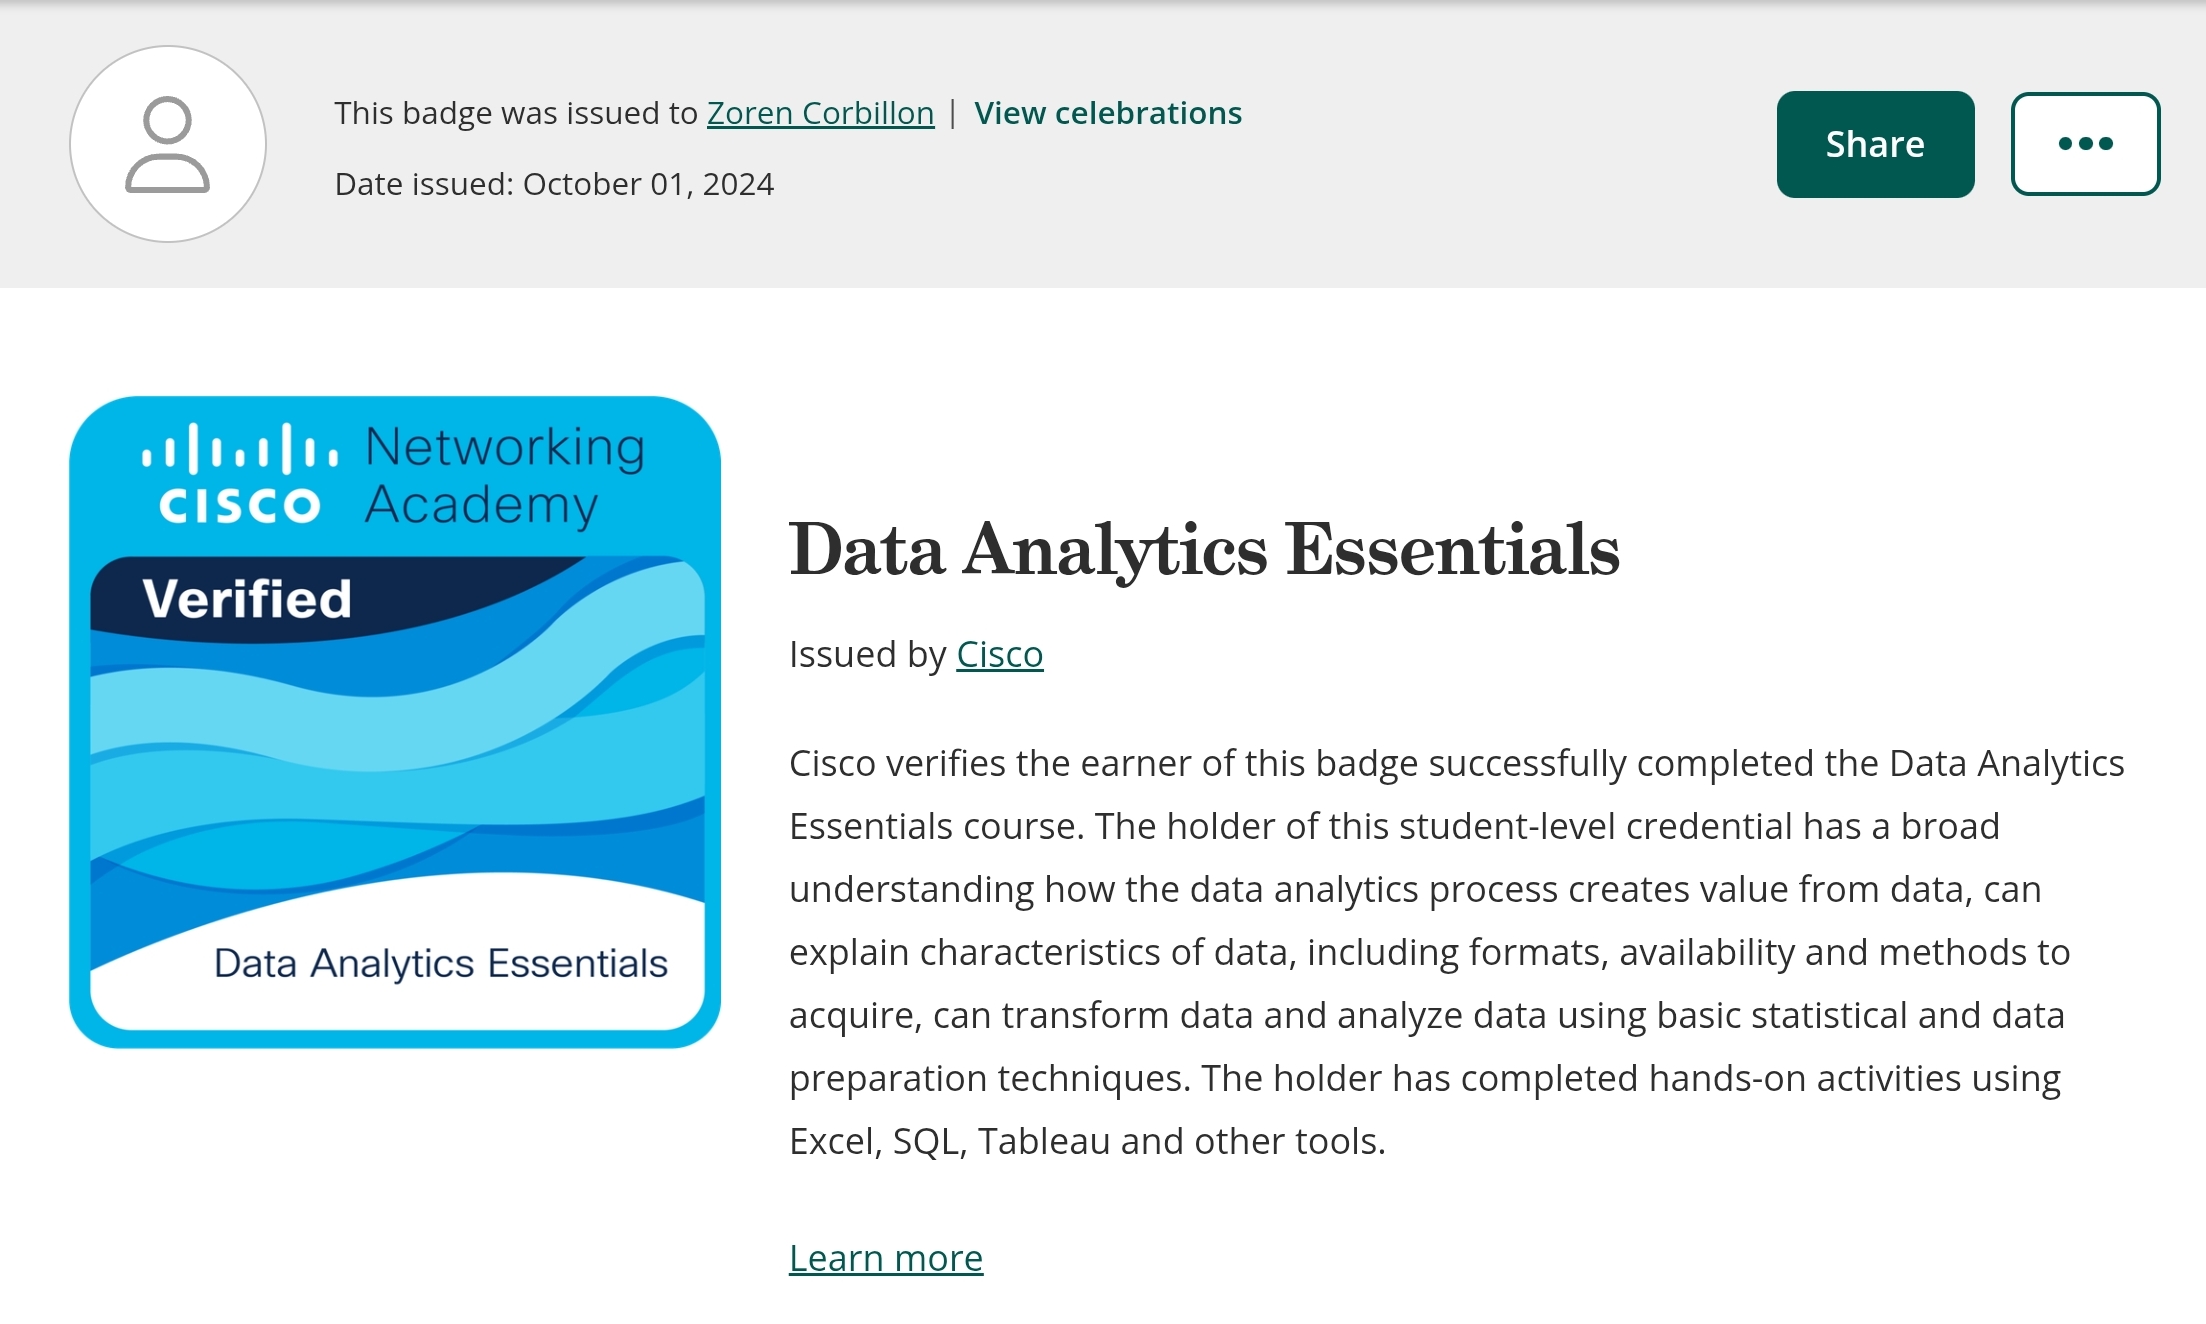 This badge was issued to Zoren Corbillon | View celebrations
Date issued: October 01, 2024
Share
Networking
Academy
CISCO
Verified
Data Analytics Essentials
Data Analytics Essentials
Issued by Cisco
Cisco verifies the earner of this badge successfully completed the Data Analytics
Essentials course. The holder of this student-level credential has a broad
understanding how the data analytics process creates value from data, can
explain characteristics of data, including formats, availability and methods to
acquire, can transform data and analyze data using basic statistical and data
preparation techniques. The holder has completed hands-on activities using
Excel, SQL, Tableau and other tools.
Learn more